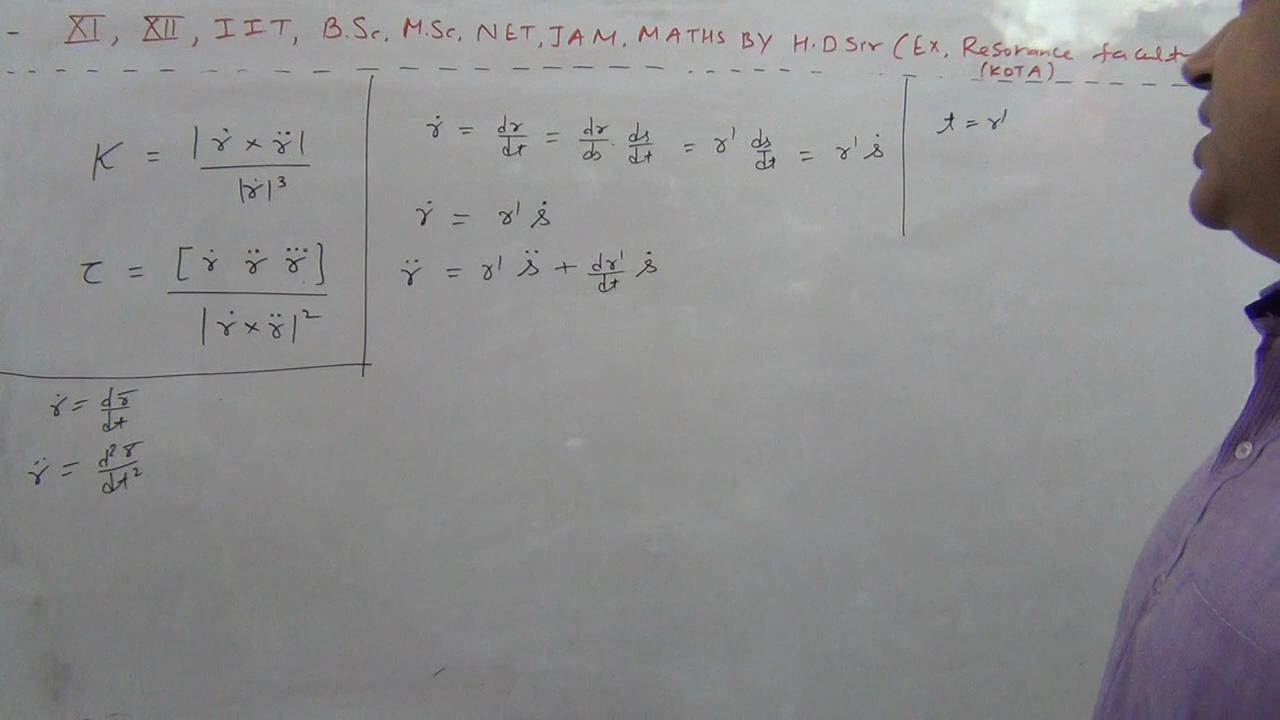 - XI, XII, IIT, B.Sc, M.Sc, NET, JAM, MATHS BY H.D Sir (Ex, Resonance facult
(KOTA)
K = |ṙ × r̈| / |ṙ|³
τ = [ṙ r̈ r⃛] / |ṙ × r̈|²
ṙ = dr̄/dt
r̈ = d²r̄/dt²
ṙ = dr/dt = dr/ds · ds/dt = r' ds/dt = r' ṡ
ṙ = r' ṡ
r̈ = r' s̈ + dr'/dt ṡ
t = r'